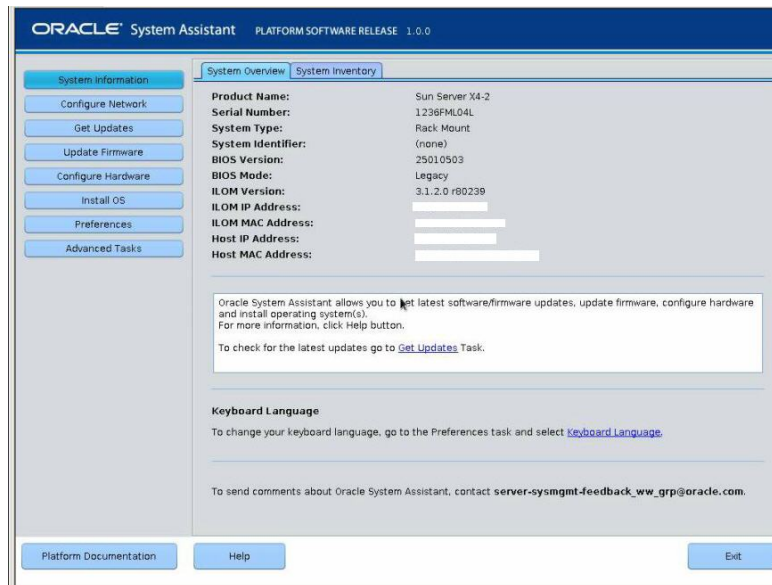 ORACLE System Assistant PLATFORM SOFTWARE RELEASE 1.0.0
System Information
Configure Network
Get Updates
Update Firmware
Configure Hardware
Install OS
Preferences
Advanced Tasks
System Overview System Inventory
Product Name: Sun Server X4-2
Serial Number: 1236FML04L
System Type: Rack Mount
System Identifier: (none)
BIOS Version: 25010503
BIOS Mode: Legacy
ILOM Version: 3.1.2.0 r80239
ILOM IP Address:
ILOM MAC Address:
Host IP Address:
Host MAC Address:
Oracle System Assistant allows you to get latest software/firmware updates, update firmware, configure hardware
and install operating system(s).
For more information, click Help button.
To check for the latest updates go to Get Updates Task.
Keyboard Language
To change your keyboard language, go to the Preferences task and select Keyboard Language.
To send comments about Oracle System Assistant, contact server-sysmgmt-feedback_ww_grp@oracle.com.
Platform Documentation Help Exit